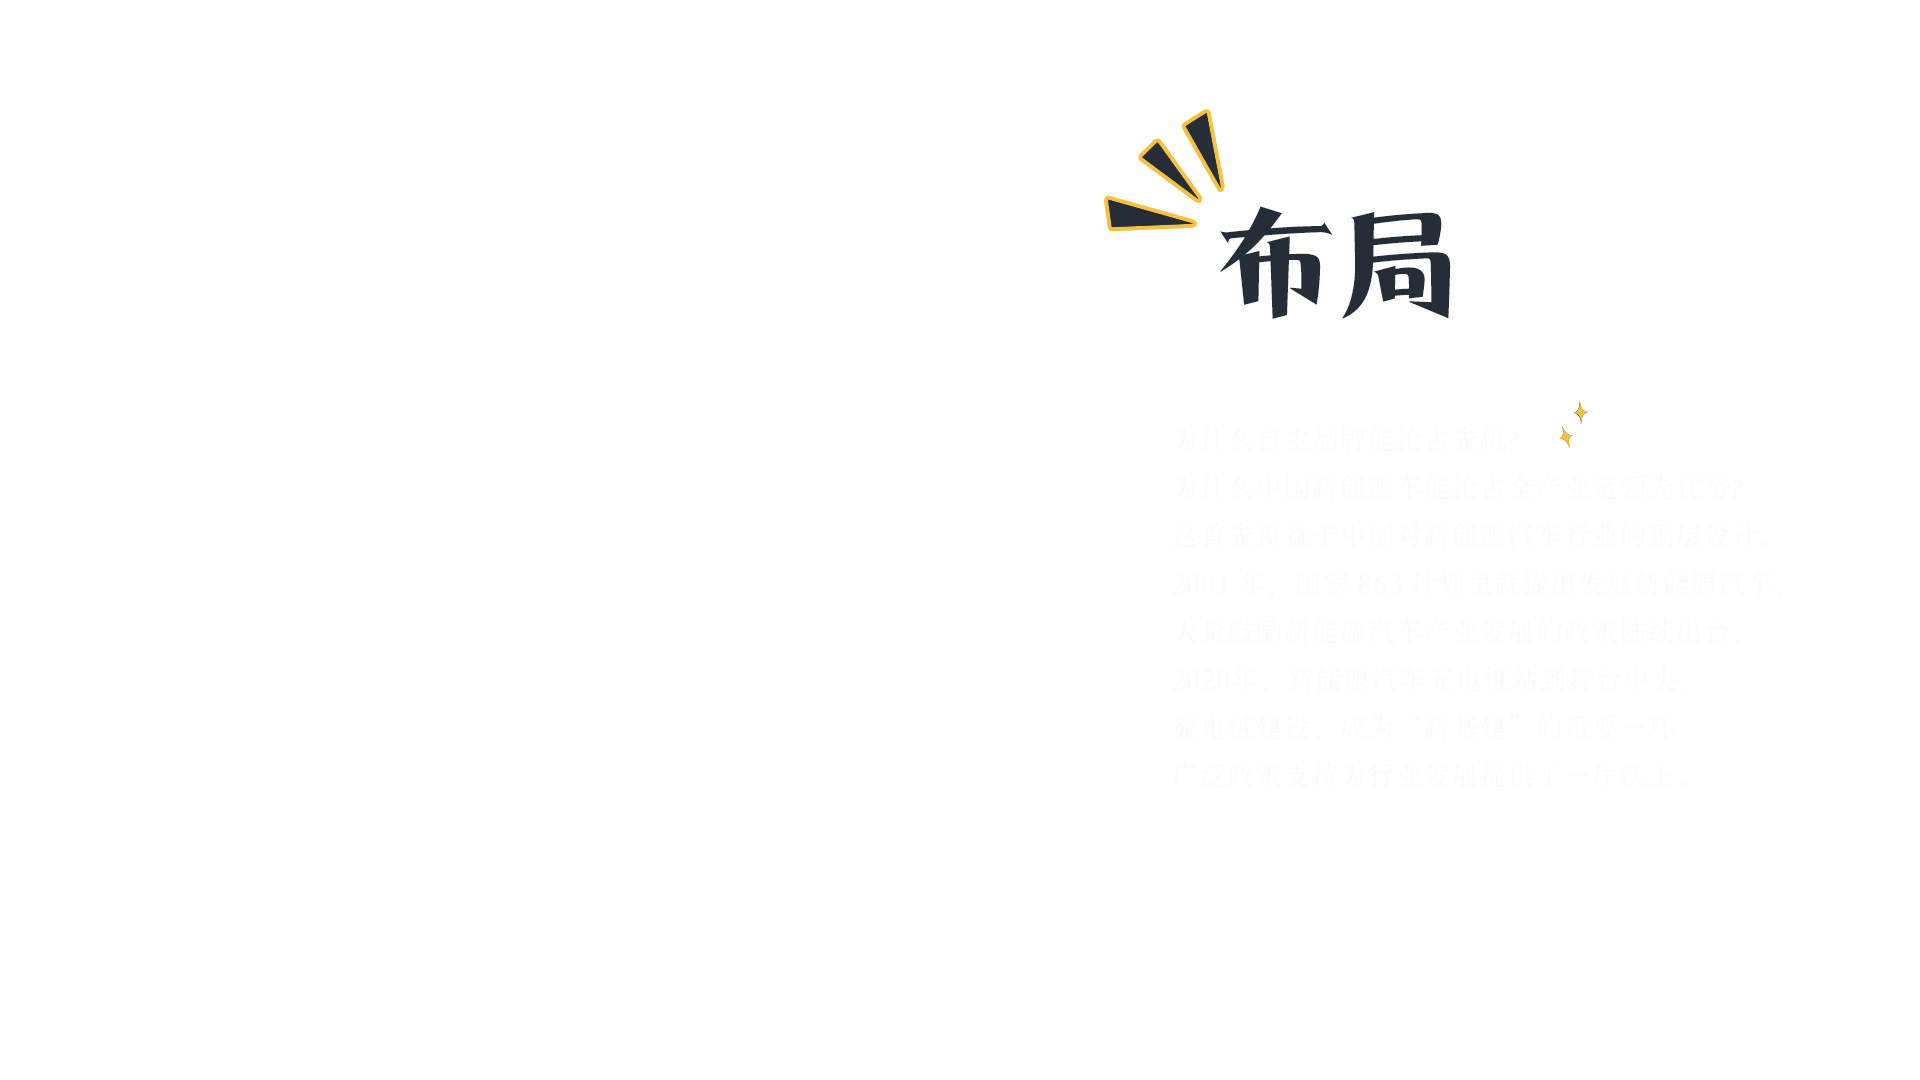 布局
为什么自主品牌能抢占先机?
为什么中国新能源车能抢占全产业链领先优势?
这首先得益于中国对新能源汽车行业的顶层设计。
2001 年，国家 863 计划里就提出发展新能源汽车，
大量鼓励新能源汽车产业发展的政策陆续出台。
2020年，新能源汽车充电桩站到舞台中央。
充电桩建设，成为“新基建”的重要一环
广泛政策支持为行业发展提供了一片沃土。